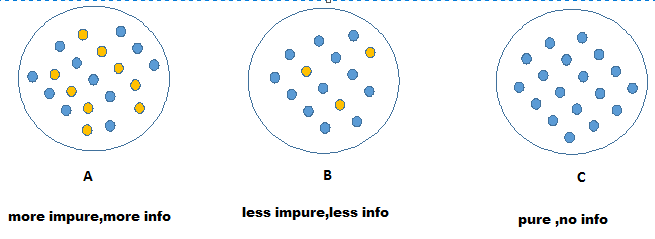 A
B
C
more impure,more info
less impure,less info
pure ,no info